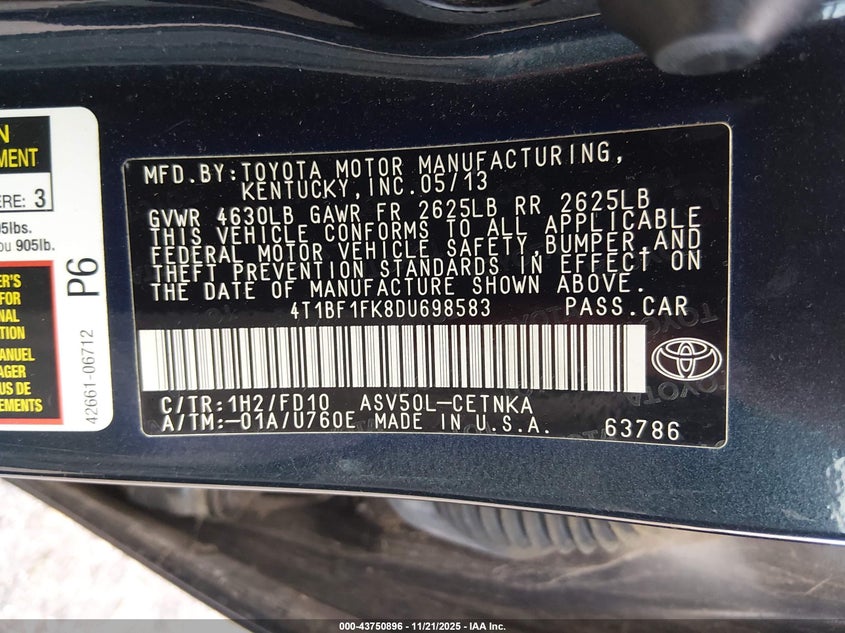 N
MENT
ERE: 3
5lbs.
ou 905lb.
P6
42661-06712
ER'S
FOR
NAL
TION
ANUEL
AGER
US DE
EMENTS.
MFD.BY:TOYOTA MOTOR MANUFACTURING,
KENTUCKY,INC.05/13
GVWR 4630LB GAWR FR 2625LB RR 2625LB
THIS VEHICLE CONFORMS TO ALL APPLICABLE
FEDERAL MOTOR VEHICLE SAFETY,BUMPER,AND
THEFT PREVENTION STANDARDS IN EFFECT ON
THE DATE OF MANUFACTURE SHOWN ABOVE.
4T1BF1FK8DU698583 PASS.CAR
C/TR:1H2/FD10 ASV50L-CETNKA
A/TM:-01A/U760E MADE IN U.S.A. 63786
TOYOTA
000-43750896 - 11/21/2025 - IAA Inc.